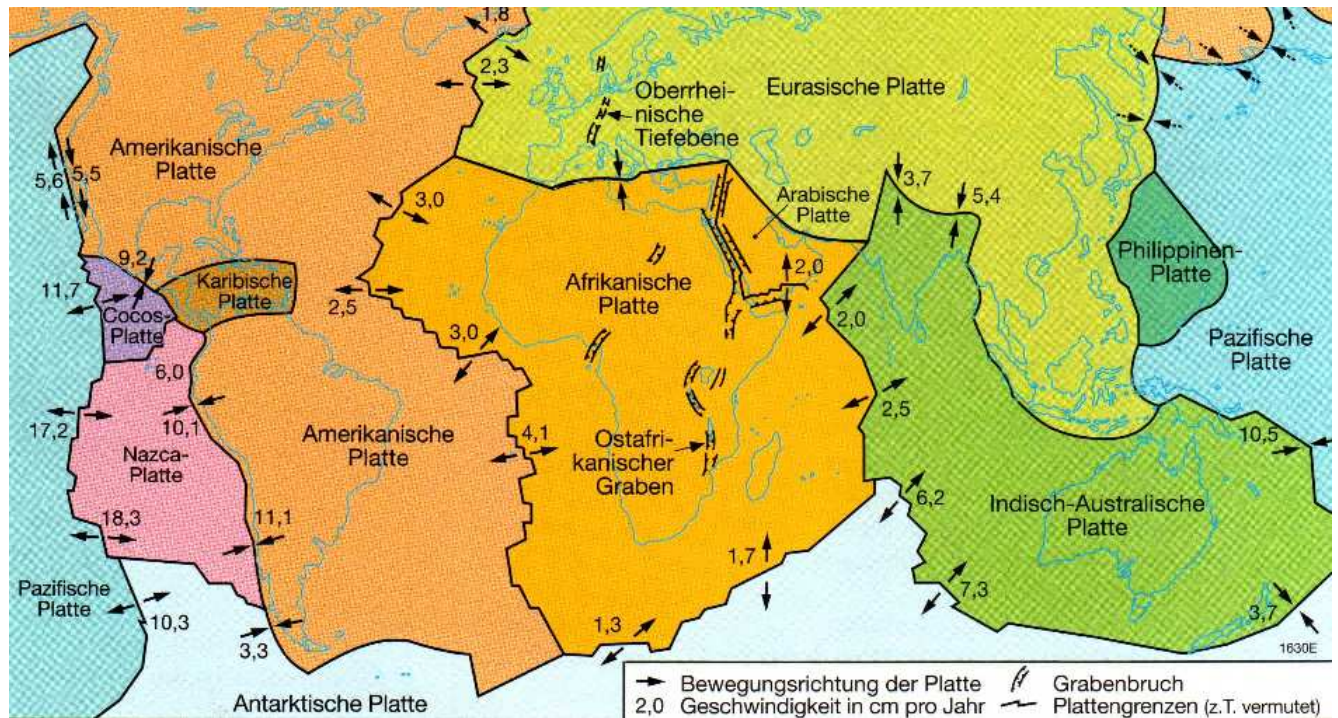 1,8
2,3
Oberrhei-
nische
Tiefebene
Eurasische Platte
Amerikanische
Platte
5,6
5,5
3,0
Arabische
Platte
3,7
5,4
9,2
11,7
Karibische
Platte
Cocos-
Platte
2,5
3,0
Afrikanische
Platte
2,0
2,0
Philippinen-
Platte
Pazifische
Platte
6,0
17,2
10,1
Nazca-
Platte
Amerikanische
Platte
4,1
2,5
Ostafri-
kanischer
Graben
10,5
6,2
Indisch-Australische
Platte
18,3
11,1
1,7
7,3
Pazifische
Platte
10,3
3,3
1,3
3,7
1630E
Antarktische Platte
Bewegungsrichtung der Platte
Grabenbruch
2,0 Geschwindigkeit in cm pro Jahr
Plattengrenzen (z.T. vermutet)